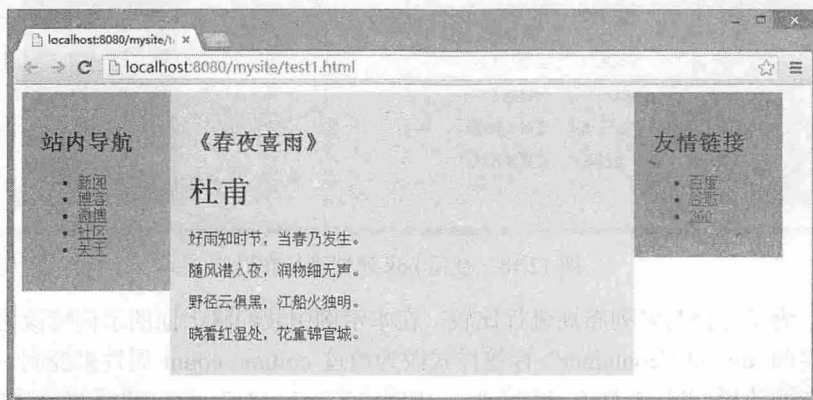 localhost:8080/mysite/t
localhost:8080/mysite/test1.html
站内导航
新闻
博客
微博
社区
关于
《春夜喜雨》
杜甫
好雨知时节,当春乃发生。
随风潜入夜,润物细无声。
野径云俱黑,江船火独明。
晓看红湿处,花重锦官城。
友情链接
百度
谷歌
360